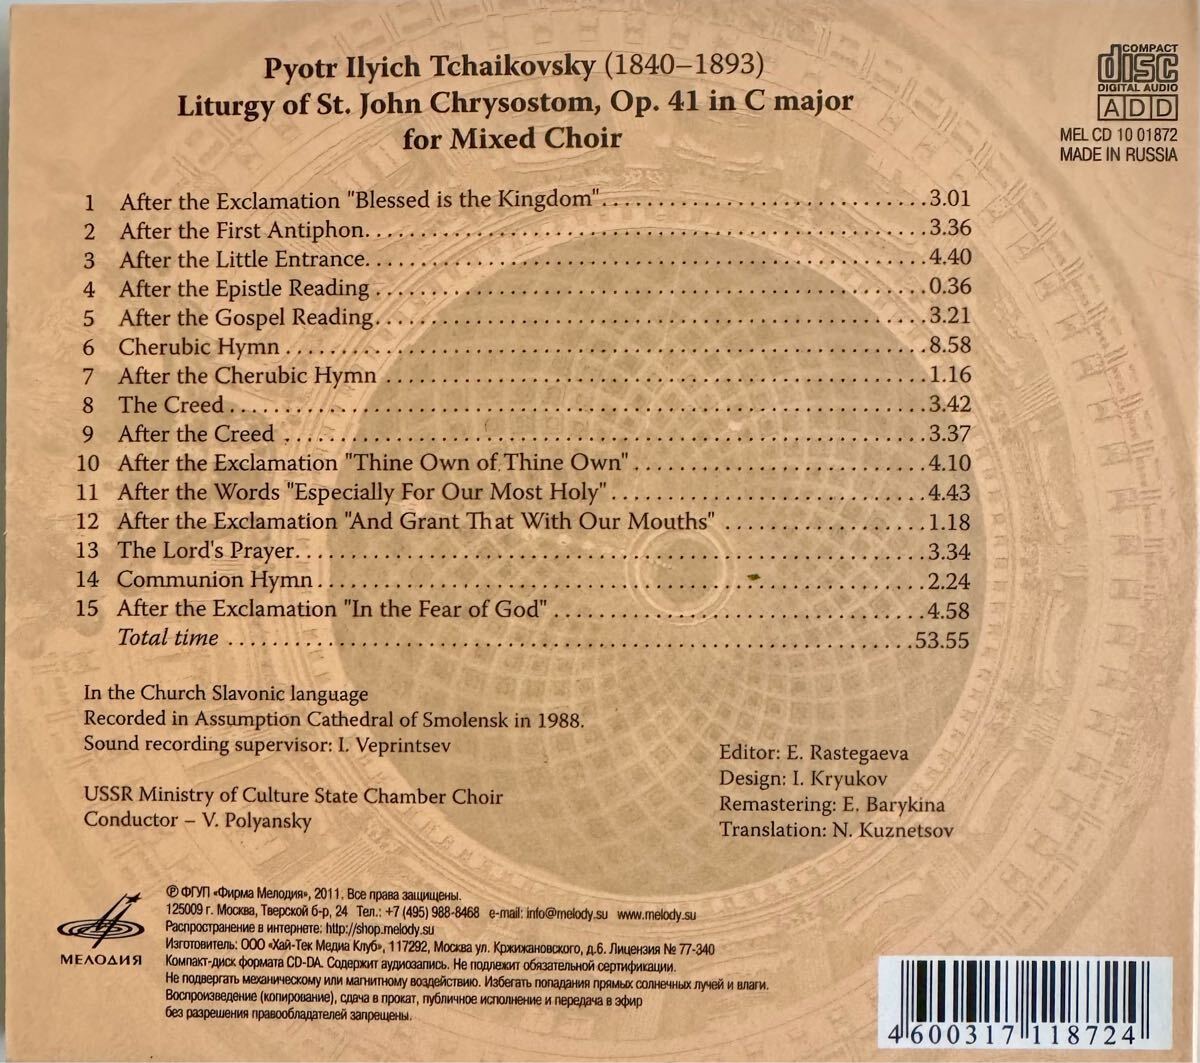 Pyotr Ilyich Tchaikovsky (1840–1893)
Liturgy of St. John Chrysostom, Op. 41 in C major
for Mixed Choir
COMPACT
disc
DIGITAL AUDIO
ADD
MEL CD 10 01872
MADE IN RUSSIA
1 After the Exclamation "Blessed is the Kingdom" 3.01
2 After the First Antiphon 3.36
3 After the Little Entrance 4.40
4 After the Epistle Reading 0.36
5 After the Gospel Reading 3.21
6 Cherubic Hymn 8.58
7 After the Cherubic Hymn 1.16
8 The Creed 3.42
9 After the Creed 3.37
10 After the Exclamation "Thine Own of Thine Own" 4.10
11 After the Words "Especially For Our Most Holy" 4.43
12 After the Exclamation "And Grant That With Our Mouths" 1.18
13 The Lord's Prayer 3.34
14 Communion Hymn 2.24
15 After the Exclamation "In the Fear of God" 4.58
Total time 53.55
In the Church Slavonic language
Recorded in Assumption Cathedral of Smolensk in 1988.
Sound recording supervisor: I. Veprintsev
USSR Ministry of Culture State Chamber Choir
Conductor – V. Polyansky
Editor: E. Rastegaeva
Design: I. Kryukov
Remastering: E. Barykina
Translation: N. Kuznetsov
МЕЛОДИЯ
℗ ФГУП «Фирма Мелодия», 2011. Все права защищены.
125009 г. Москва, Тверской б-р, 24 Тел.: +7 (495) 988-8468 e-mail: info@melody.su www.melody.su
Распространение в интернете: http://shop.melody.su
Изготовитель: ООО «Хай-Тек Медиа Клуб», 117292, Москва ул. Кржижановского, д.6. Лицензия № 77-340
Компакт-диск формата CD-DA. Содержит аудиозапись. Не подлежит обязательной сертификации.
Не подвергать механическому или магнитному воздействию. Избегать попадания прямых солнечных лучей и влаги.
Воспроизведение (копирование), сдача в прокат, публичное исполнение и передача в эфир
без разрешения правообладателей запрещены.
4 600317 118724